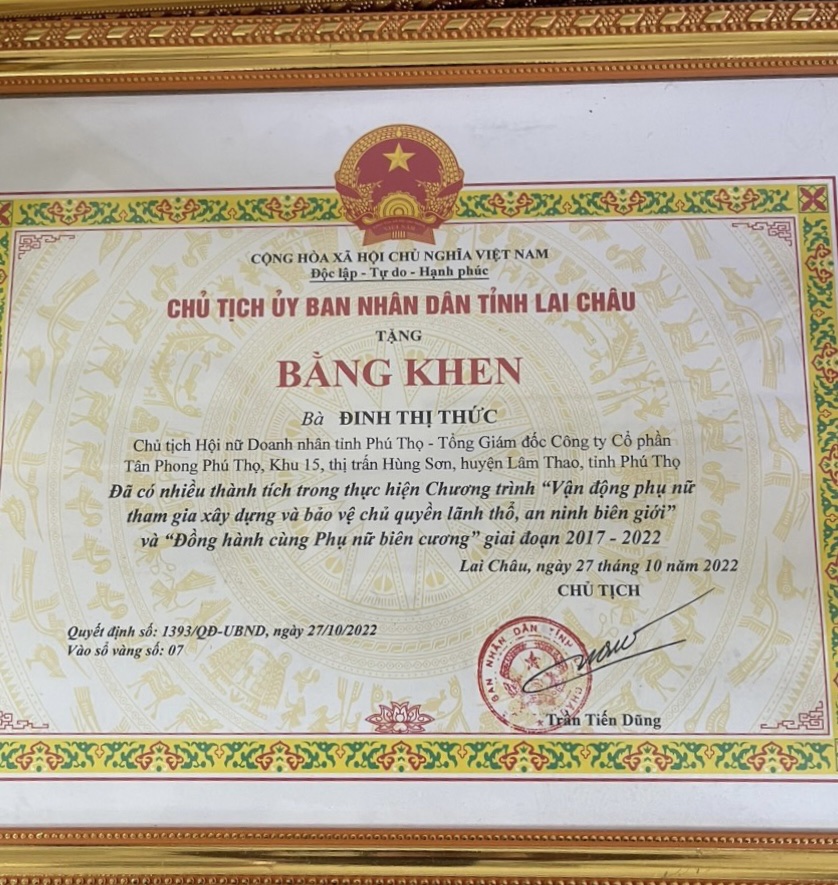 CỘNG HÒA XÃ HỘI CHỦ NGHĨA VIỆT NAM
Độc lập - Tự do - Hạnh phúc
CHỦ TỊCH ỦY BAN NHÂN DÂN TỈNH LAI CHÂU
TẶNG
BẰNG KHEN
Bà ĐINH THỊ THỨC
Chủ tịch Hội nữ Doanh nhân tỉnh Phú Thọ - Tổng Giám đốc Công ty Cổ phần
Tân Phong Phú Thọ, Khu 15, thị trấn Hùng Sơn, huyện Lâm Thao, tỉnh Phú Thọ
Đã có nhiều thành tích trong thực hiện Chương trình “Vận động phụ nữ
tham gia xây dựng và bảo vệ chủ quyền lãnh thổ, an ninh biên giới”
và “Đồng hành cùng Phụ nữ biên cương” giai đoạn 2017 - 2022
Lai Châu, ngày 27 tháng 10 năm 2022
CHỦ TỊCH
Quyết định số: 1393/QĐ-UBND, ngày 27/10/2022
Vào sổ vàng số: 07
BAN NHÂN DÂN TỈNH
Trần Tiến Dũng